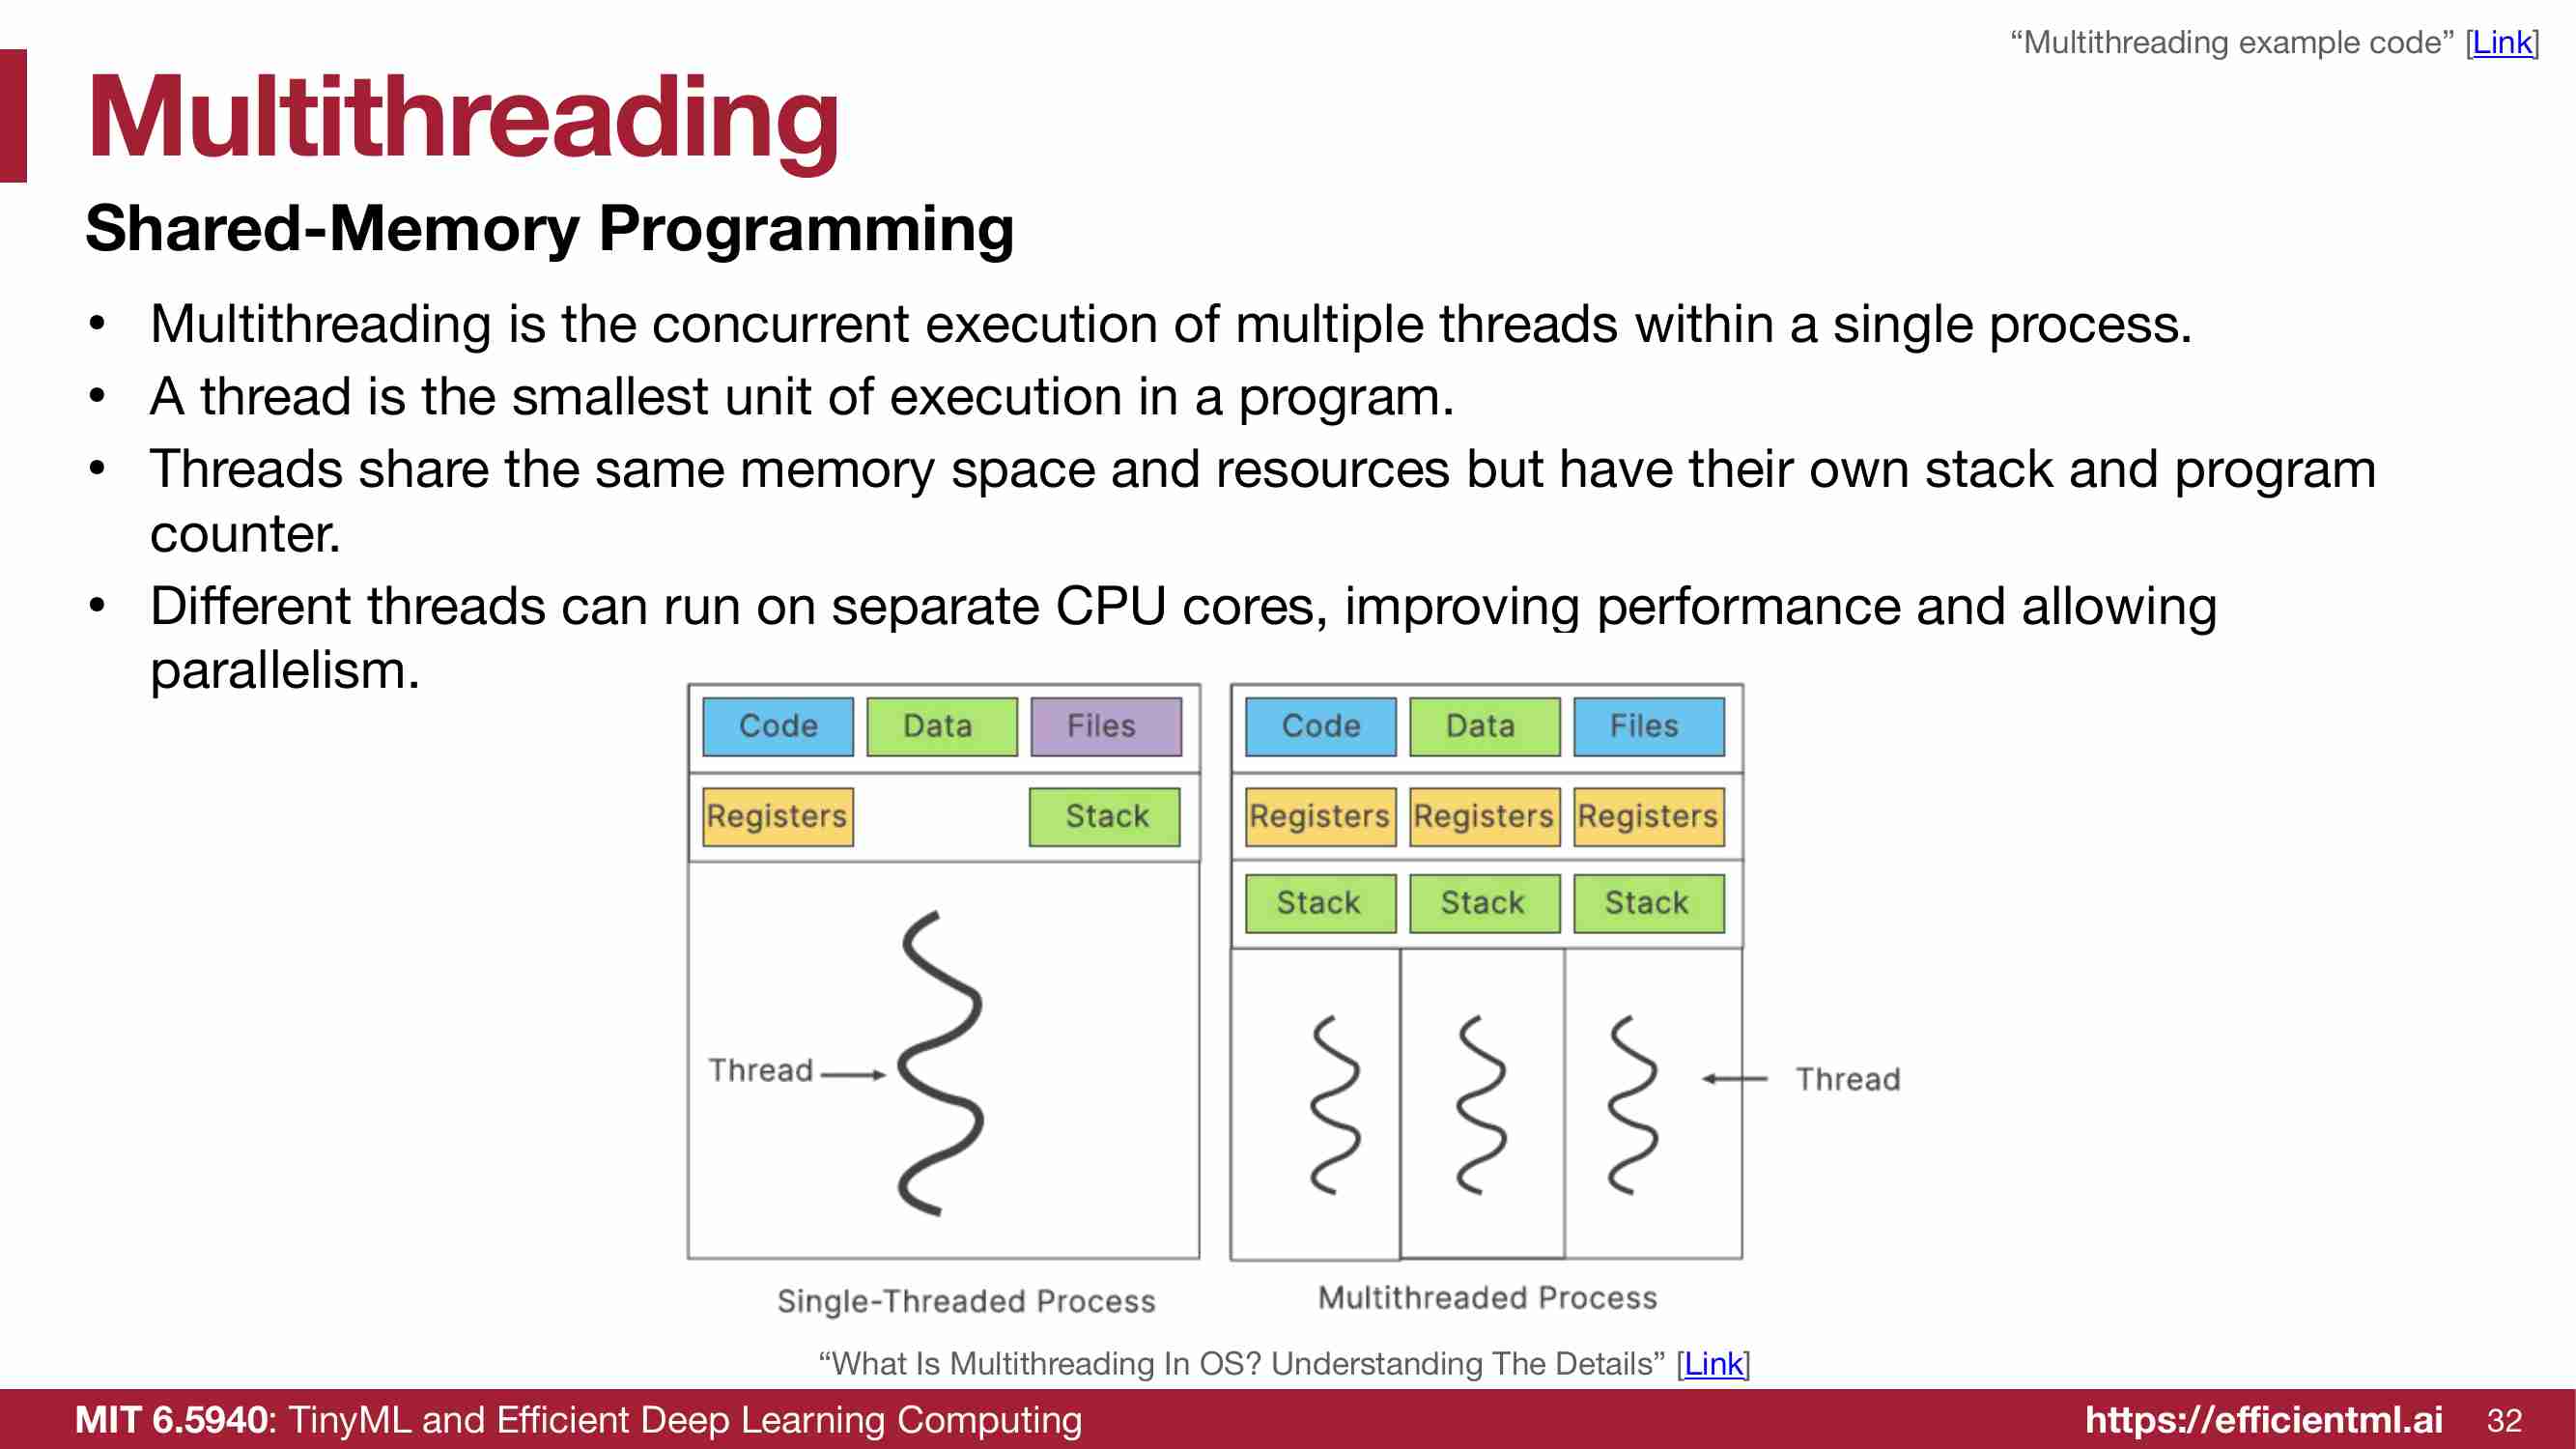 “Multithreading example code” [Link]
Multithreading
Shared-Memory Programming
• Multithreading is the concurrent execution of multiple threads within a single process.
• A thread is the smallest unit of execution in a program.
• Threads share the same memory space and resources but have their own stack and program
counter.
• Different threads can run on separate CPU cores, improving performance and allowing
parallelism.
Code Data Files
Registers Stack
Thread
Single-Threaded Process
Code Data Files
Registers Registers Registers
Stack Stack Stack
Thread
Multithreaded Process
“What Is Multithreading In OS? Understanding The Details” [Link]
MIT 6.5940: TinyML and Efficient Deep Learning Computing
https://efficientml.ai 32